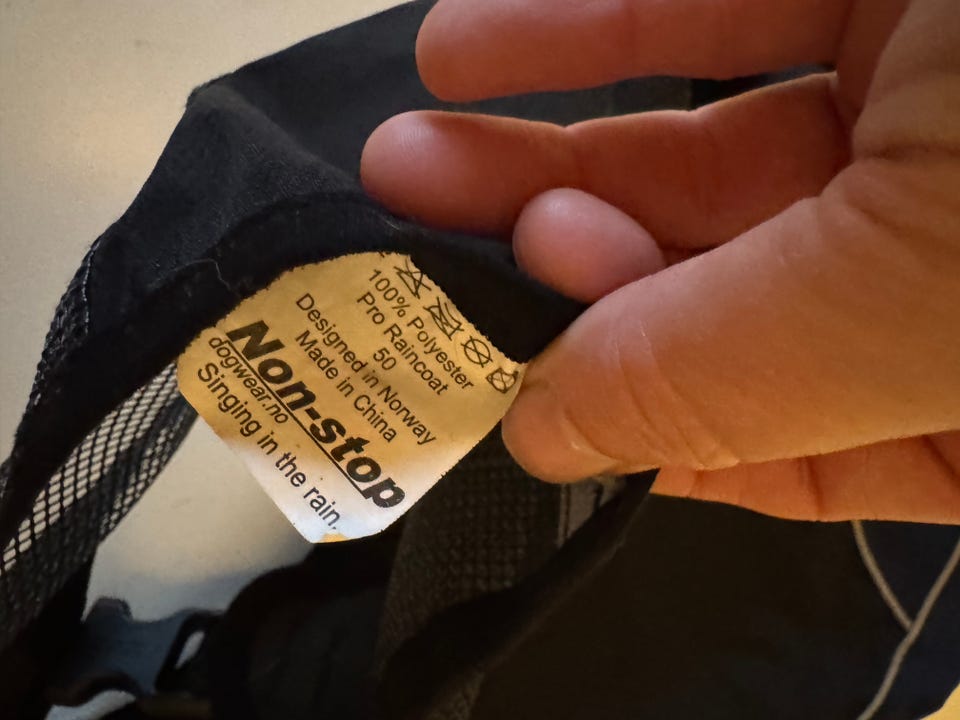 100% Polyester
Pro Raincoat
50
Designed in Norway
Made in China
Non-stop
dogwear.no
Singing in the rain.